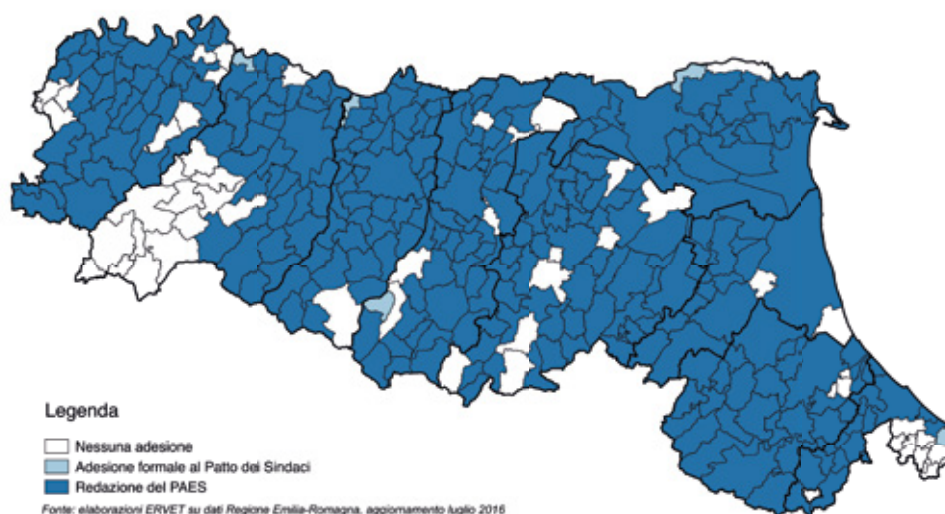 Legenda
Nessuna adesione
Adesione formale al Patto dei Sindaci
Redazione del PAES
Fonte: elaborazioni ERVET su dati Regione Emilia-Romagna, aggiornamento luglio 2016